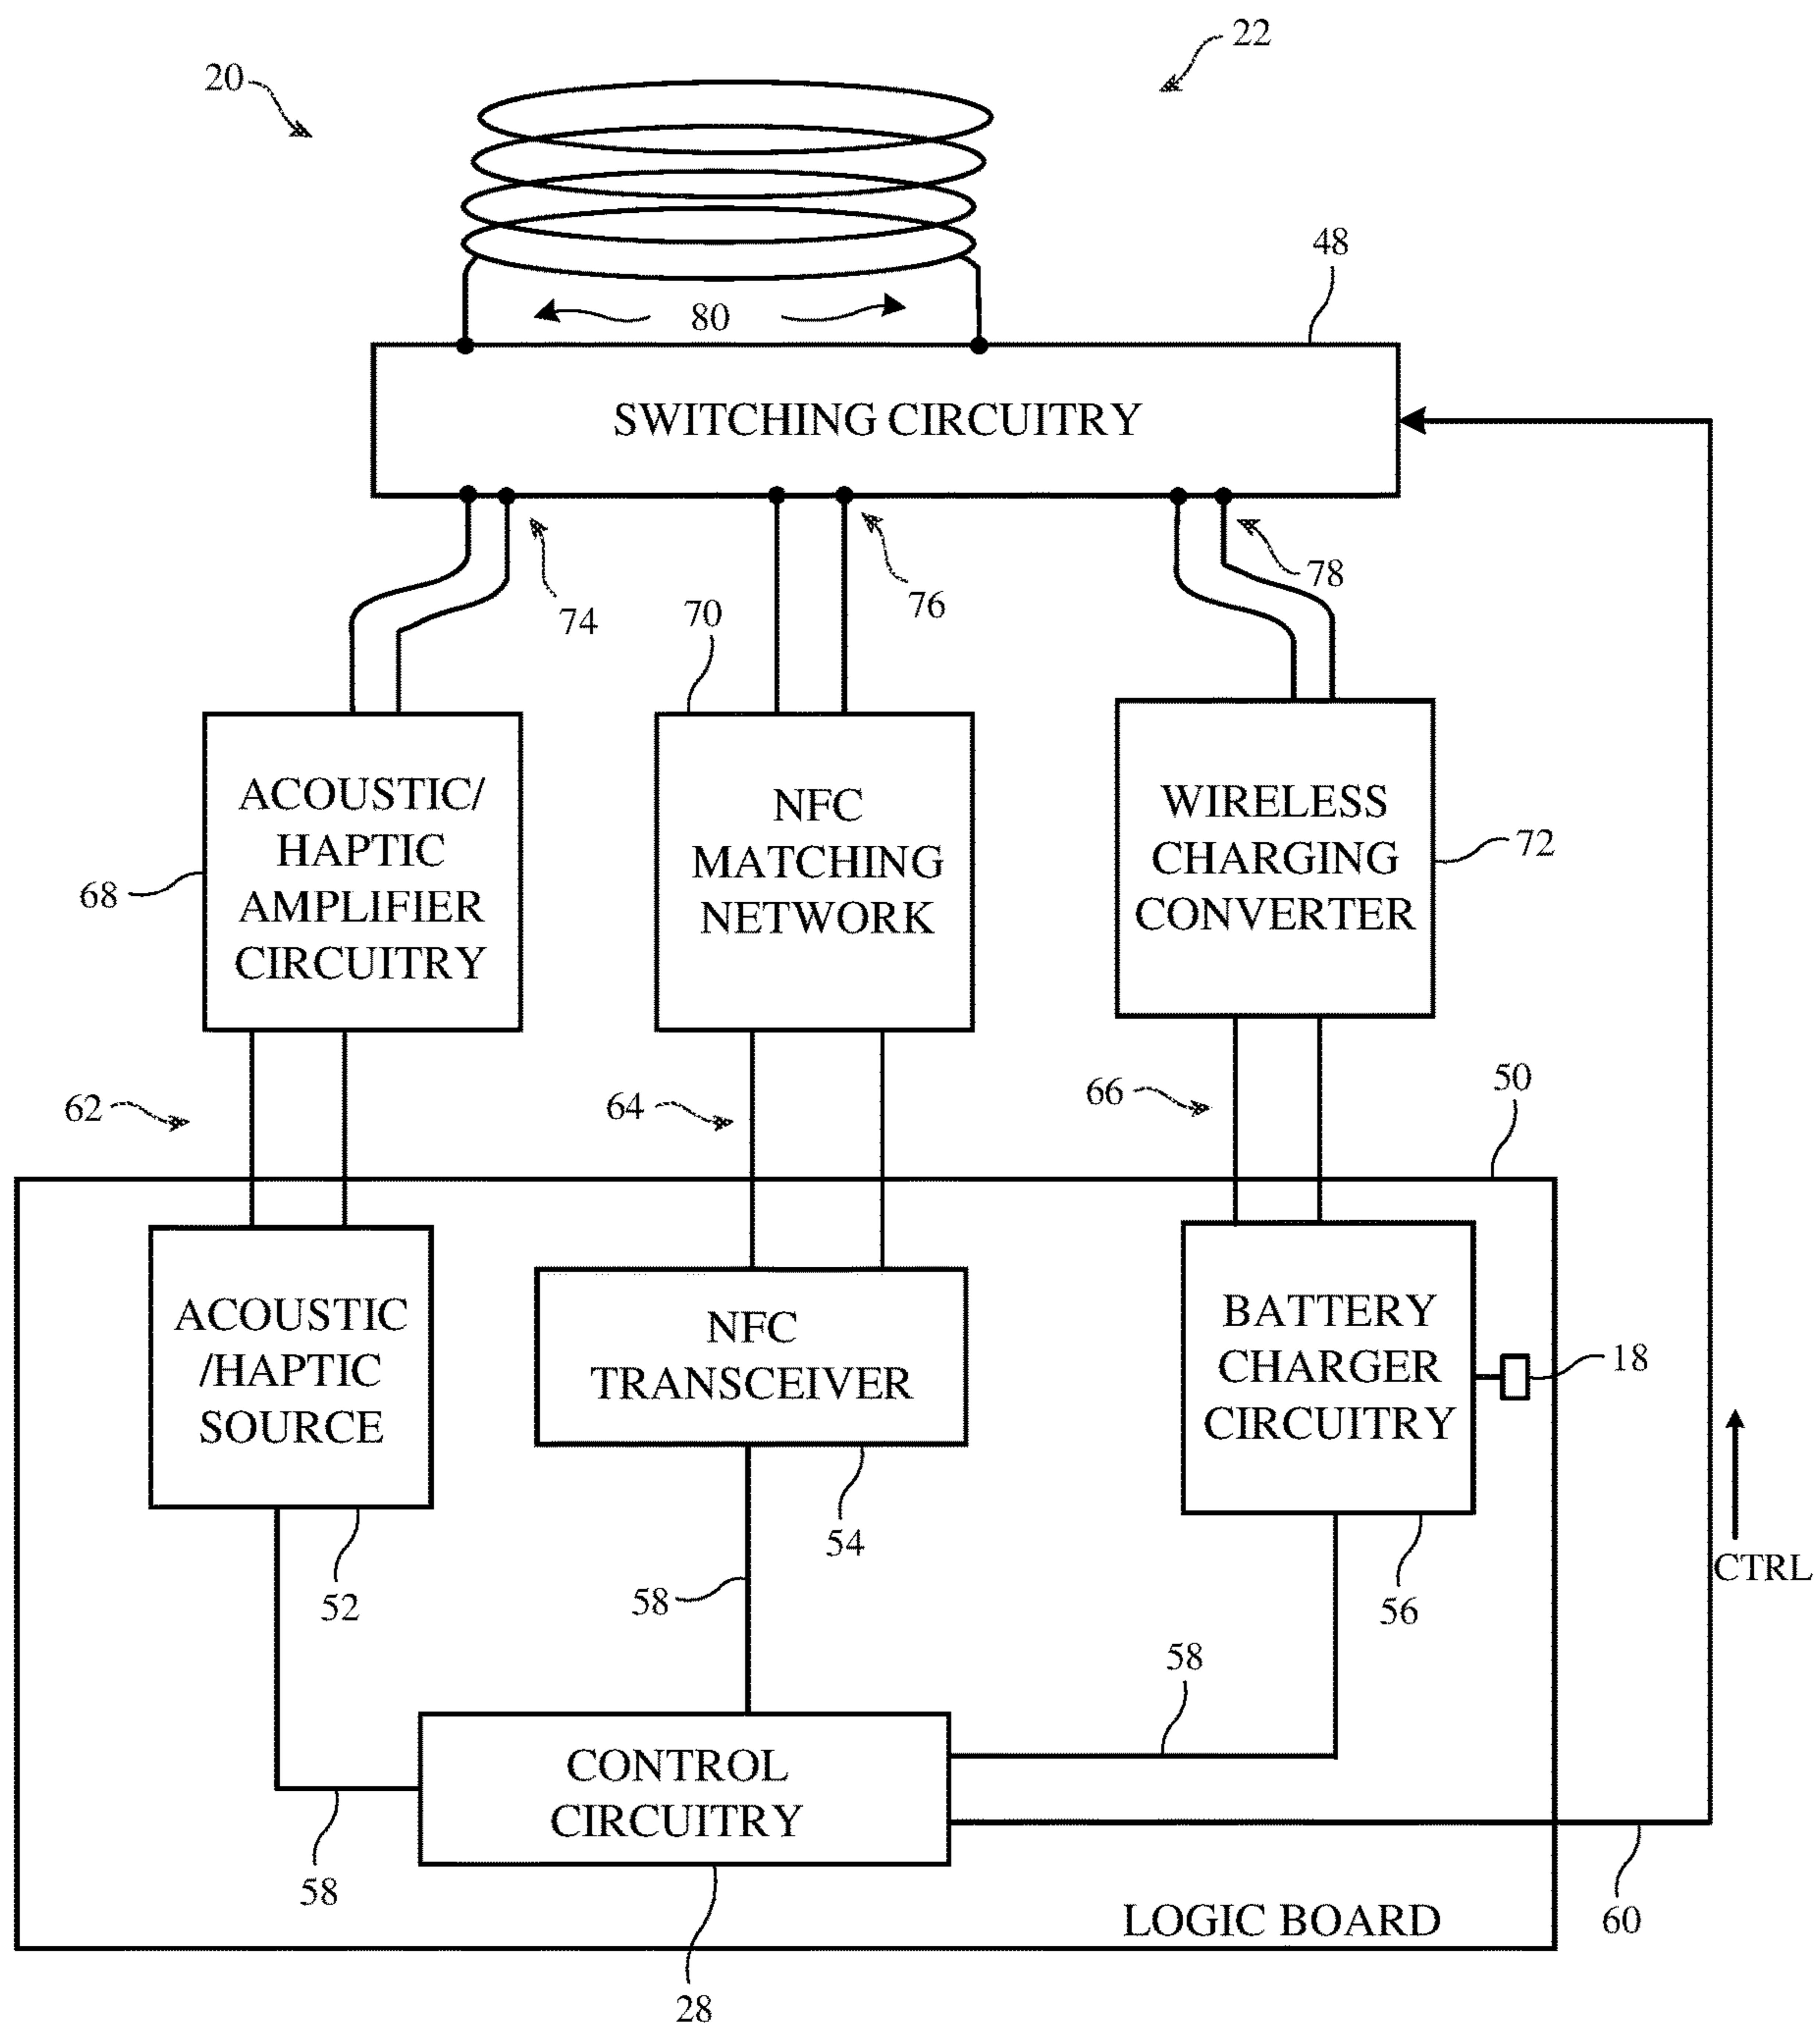 22
20
48
80
SWITCHING CIRCUITRY
74
76
78
70
ACOUSTIC/
HAPTIC
AMPLIFIER
CIRCUITRY
68
NFC
MATCHING
NETWORK
WIRELESS
CHARGING
CONVERTER
72
62
64
66
50
ACOUSTIC
/HAPTIC
SOURCE
52
NFC
TRANSCEIVER
54
BATTERY
CHARGER
CIRCUITRY
18
56
CTRL
58
58
58
CONTROL
CIRCUITRY
28
LOGIC BOARD
60